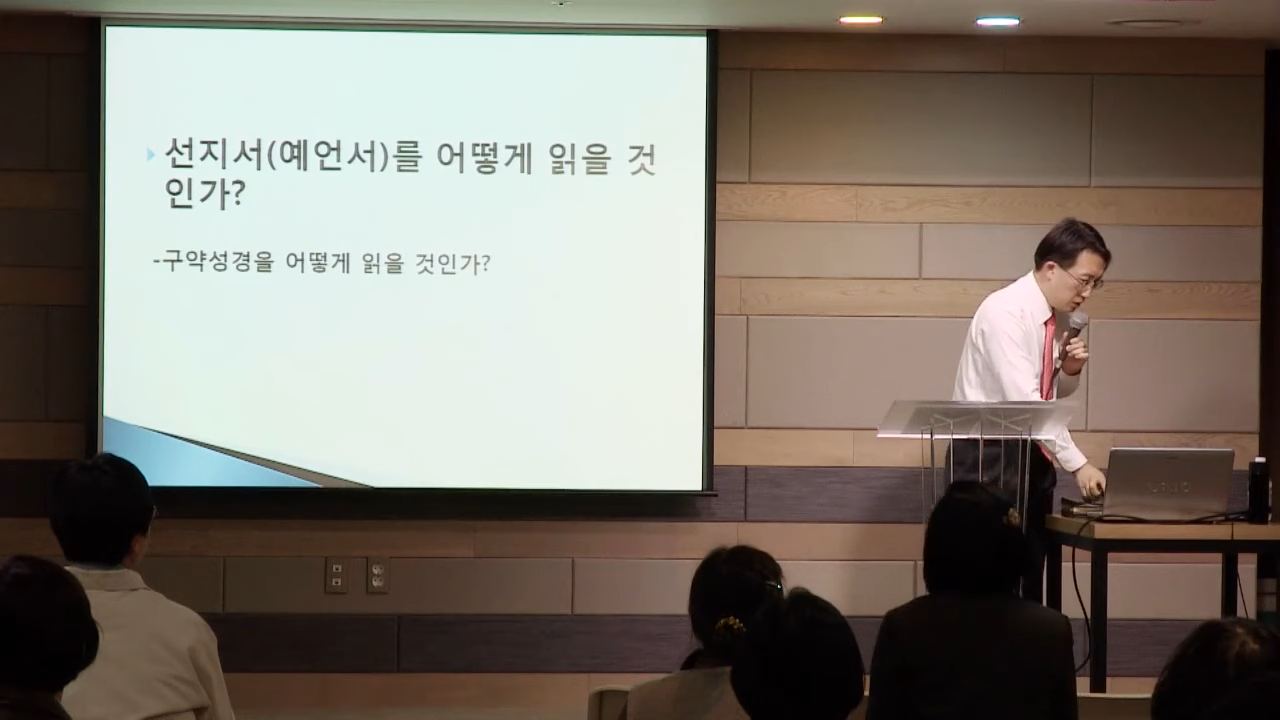 선지서(예언서)를 어떻게 읽을 것
인가?
-구약성경을 어떻게 읽을 것인가?